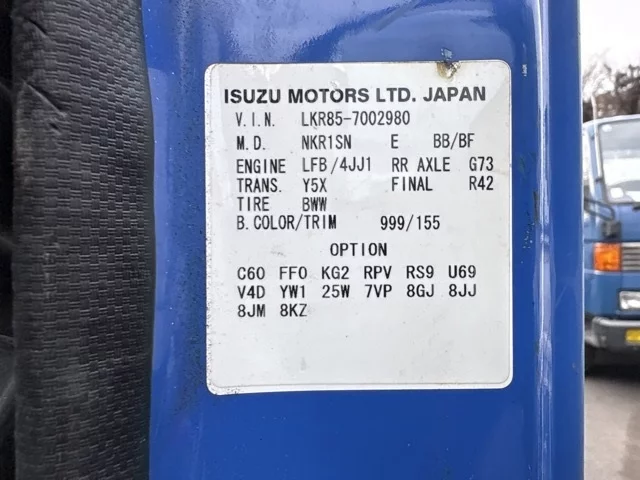 ISUZU MOTORS LTD. JAPAN
V.I.N. LKR85-7002980
M.D. NKR1SN E BB/BF
ENGINE LFB/4JJ1 RR AXLE G73
TRANS. Y5X FINAL R42
TIRE BWW
B.COLOR/TRIM 999/155
OPTION
C60 FF0 KG2 RPV RS9 U69
V4D YW1 25W 7VP 8GJ 8JJ
8JM 8KZ